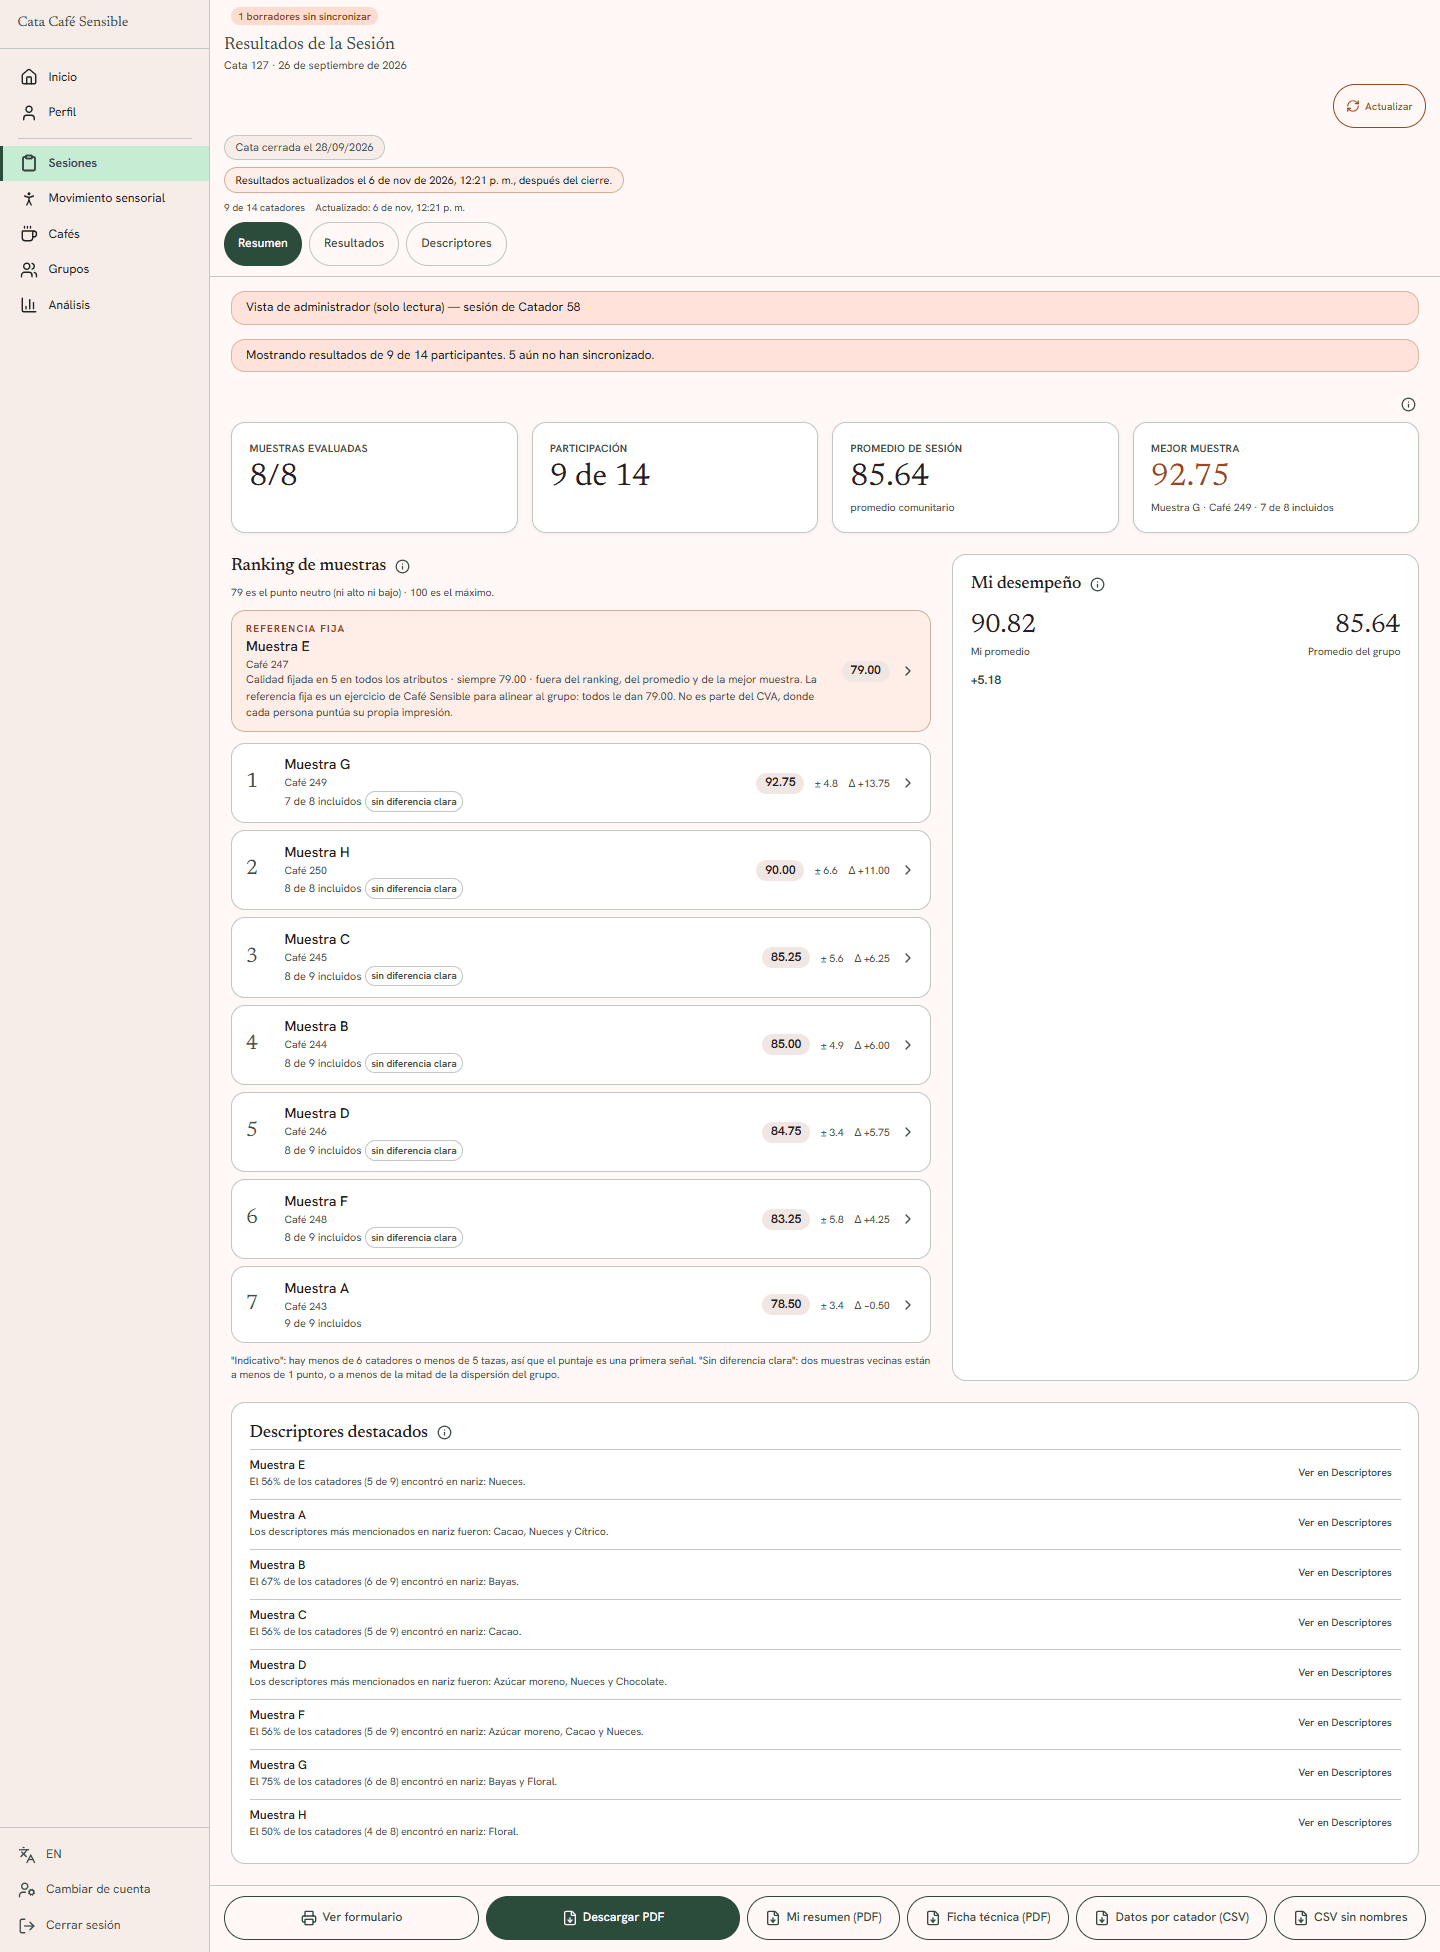 Cata Café Sensible
Inicio
Perfil
Sesiones
Movimiento sensorial
Cafés
Grupos
Análisis
EN
Cambiar de cuenta
Cerrar sesión
1 borradores sin sincronizar
Resultados de la Sesión
Cata 127 · 26 de septiembre de 2026
Actualizar
Cata cerrada el 28/09/2026
Resultados actualizados el 6 de nov de 2026, 12:21 p. m., después del cierre.
9 de 14 catadores Actualizado: 6 de nov, 12:21 p. m.
Resumen Resultados Descriptores
Vista de administrador (solo lectura) — sesión de Catador 58
Mostrando resultados de 9 de 14 participantes. 5 aún no han sincronizado.
MUESTRAS EVALUADAS
8/8
PARTICIPACIÓN
9 de 14
PROMEDIO DE SESIÓN
85.64
promedio comunitario
MEJOR MUESTRA
92.75
Muestra G · Café 249 · 7 de 8 incluidos
Ranking de muestras
79 es el punto neutro (ni alto ni bajo) · 100 es el máximo.
REFERENCIA FIJA
Muestra E
Café 247
Calidad fijada en 5 en todos los atributos · siempre 79.00 · fuera del ranking, del promedio y de la mejor muestra. La
referencia fija es un ejercicio de Café Sensible para alinear al grupo: todos le dan 79.00. No es parte del CVA, donde
cada persona puntúa su propia impresión.
79.00
1
Muestra G
Café 249
7 de 8 incluidos sin diferencia clara
92.75 ± 4.8 Δ +13.75
2
Muestra H
Café 250
8 de 8 incluidos sin diferencia clara
90.00 ± 6.6 Δ +11.00
3
Muestra C
Café 245
8 de 9 incluidos sin diferencia clara
85.25 ± 5.6 Δ +6.25
4
Muestra B
Café 244
8 de 9 incluidos sin diferencia clara
85.00 ± 4.9 Δ +6.00
5
Muestra D
Café 246
8 de 9 incluidos sin diferencia clara
84.75 ± 3.4 Δ +5.75
6
Muestra F
Café 248
8 de 9 incluidos sin diferencia clara
83.25 ± 5.8 Δ +4.25
7
Muestra A
Café 243
9 de 9 incluidos
78.50 ± 3.4 Δ −0.50
"Indicativo": hay menos de 6 catadores o menos de 5 tazas, así que el puntaje es una primera señal. "Sin diferencia clara": dos muestras vecinas están
a menos de 1 punto, o a menos de la mitad de la dispersión del grupo.
Mi desempeño
90.82 85.64
Mi promedio Promedio del grupo
+5.18
Descriptores destacados
Muestra E
El 56% de los catadores (5 de 9) encontró en nariz: Nueces.
Ver en Descriptores
Muestra A
Los descriptores más mencionados en nariz fueron: Cacao, Nueces y Cítrico.
Ver en Descriptores
Muestra B
El 67% de los catadores (6 de 9) encontró en nariz: Bayas.
Ver en Descriptores
Muestra C
El 56% de los catadores (5 de 9) encontró en nariz: Cacao.
Ver en Descriptores
Muestra D
Los descriptores más mencionados en nariz fueron: Azúcar moreno, Nueces y Chocolate.
Ver en Descriptores
Muestra F
El 56% de los catadores (5 de 9) encontró en nariz: Azúcar moreno, Cacao y Nueces.
Ver en Descriptores
Muestra G
El 75% de los catadores (6 de 8) encontró en nariz: Bayas y Floral.
Ver en Descriptores
Muestra H
El 50% de los catadores (4 de 8) encontró en nariz: Floral.
Ver en Descriptores
Ver formulario Descargar PDF Mi resumen (PDF) Ficha técnica (PDF) Datos por catador (CSV) CSV sin nombres